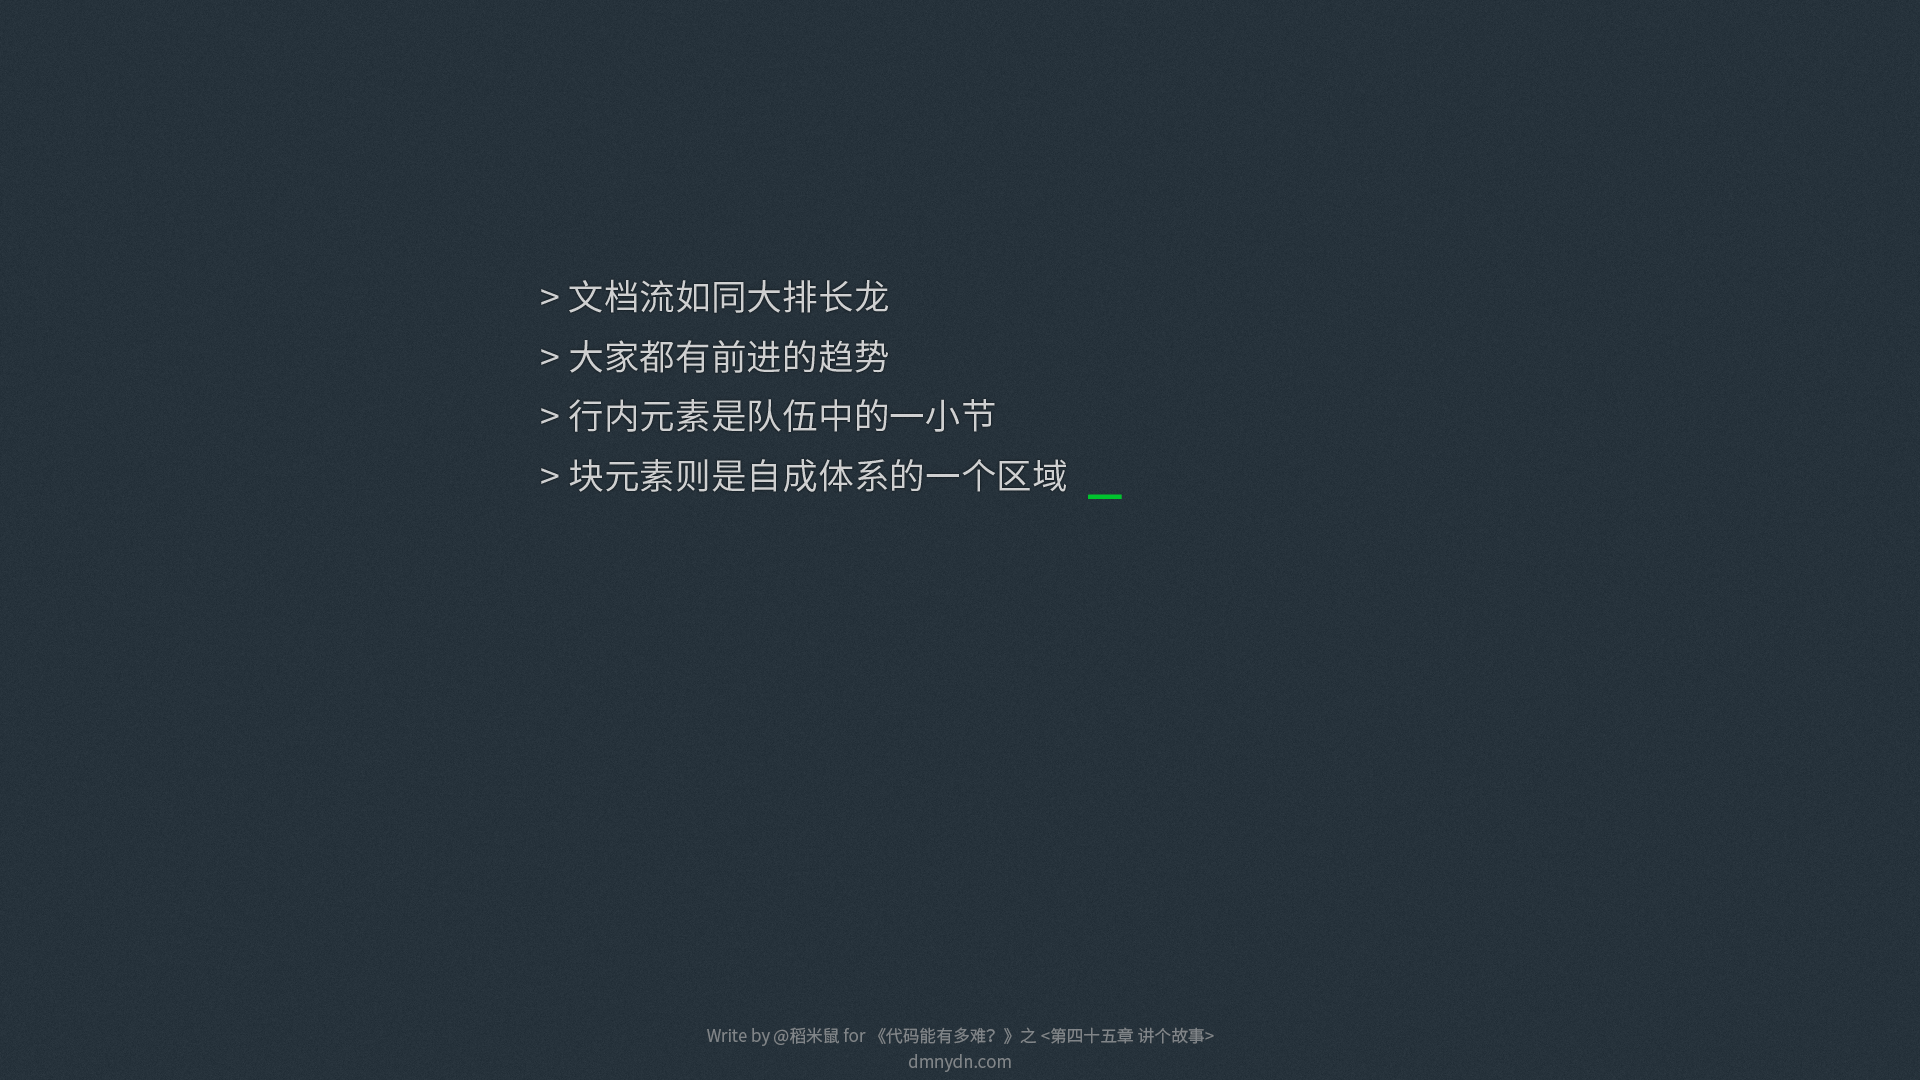 > 文档流如同大排长龙
> 大家都有前进的趋势
> 行内元素是队伍中的一小节
> 块元素则是自成体系的一个区域 _
Write by @稻米鼠 for 《代码能有多难？》之 <第四十五章 讲个故事>
dmnydn.com